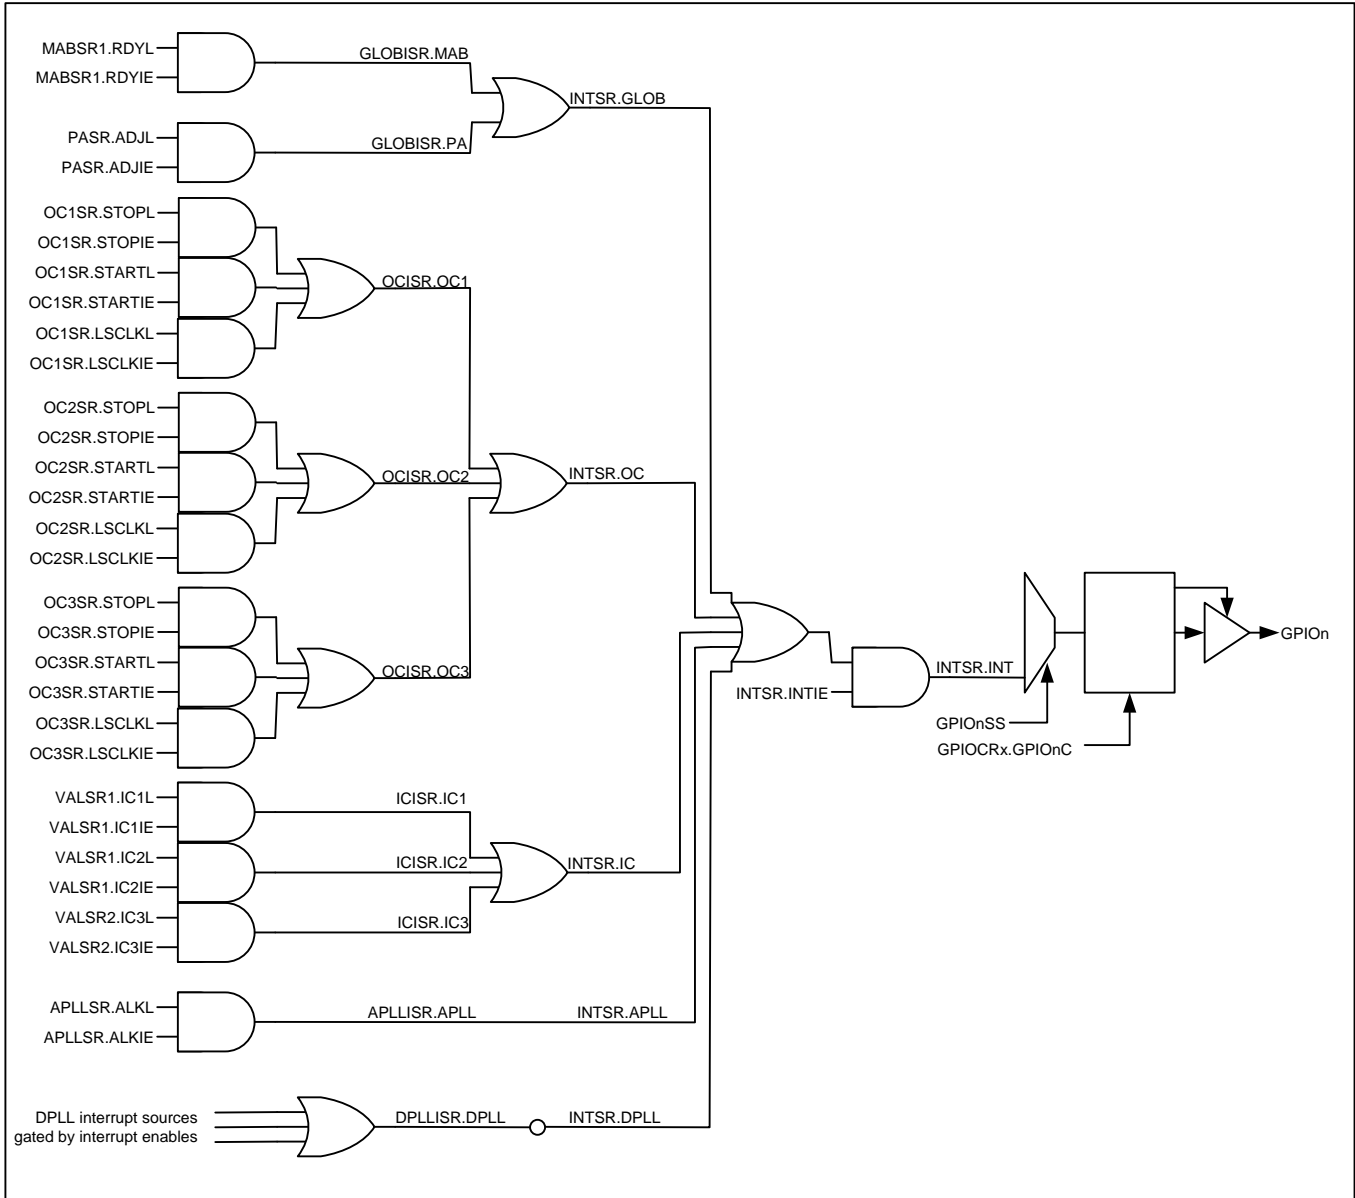 MABSR1.RDYL
MABSR1.RDYIE
GLOBISR.MAB
INTSR.GLOB
PASR.ADJL
PASR.ADJIE
GLOBISR.PA
OC1SR.STOPL
OC1SR.STOPIE
OC1SR.STARTL
OC1SR.STARTIE
OC1SR.LSCLKL
OC1SR.LSCLKIE
OCISR.OC1
OC2SR.STOPL
OC2SR.STOPIE
OC2SR.STARTL
OC2SR.STARTIE
OC2SR.LSCLKL
OC2SR.LSCLKIE
OCISR.OC2
INTSR.OC
OC3SR.STOPL
OC3SR.STOPIE
OC3SR.STARTL
OC3SR.STARTIE
OC3SR.LSCLKL
OC3SR.LSCLKIE
OCISR.OC3
INTSR.INTIE
INTSR.INT
GPIOnSS
GPIOCRx.GPIOnC
GPIOn
VALSR1.IC1L
VALSR1.IC1IE
VALSR1.IC2L
VALSR1.IC2IE
VALSR2.IC3L
VALSR2.IC3IE
ICISR.IC1
ICISR.IC2
ICISR.IC3
INTSR.IC
APLLSR.ALKL
APLLSR.ALKIE
APLLISR.APLL
INTSR.APLL
DPLL interrupt sources
gated by interrupt enables
DPLLISR.DPLL
INTSR.DPLL